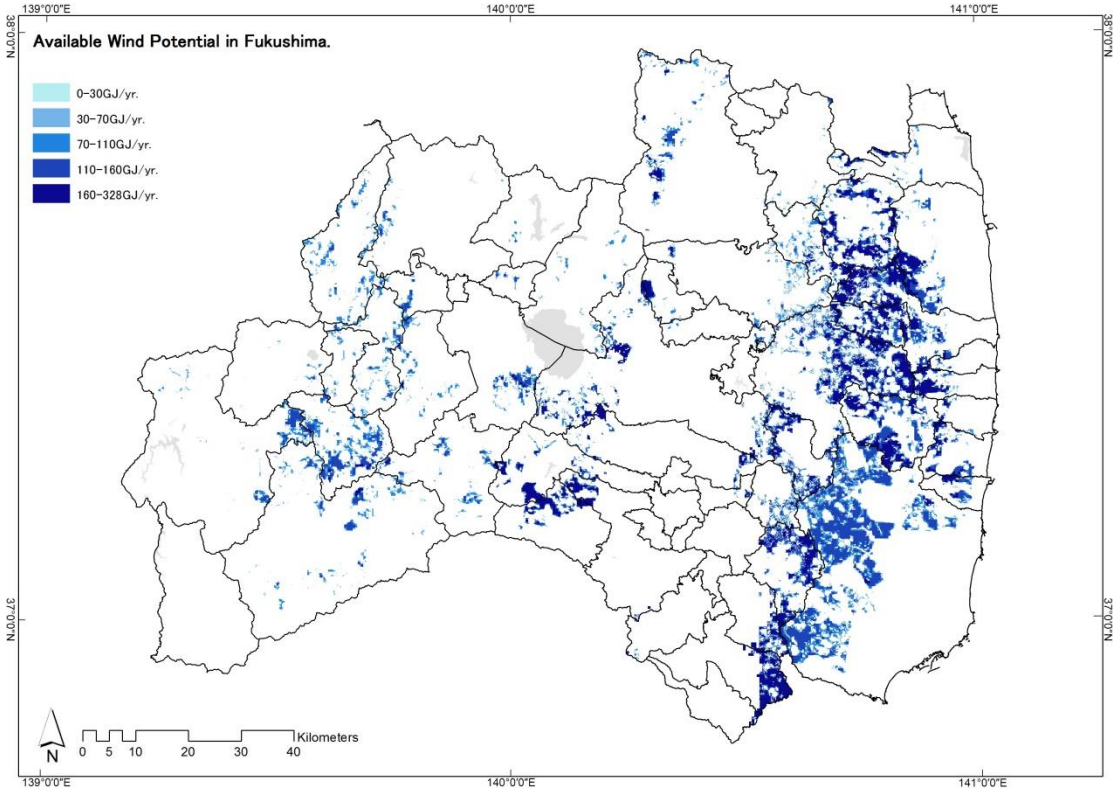 139°0'0"E 140°0'0"E 141°0'0"E
38°0'0"N 38°0'0"N
Available Wind Potential in Fukushima.
0-30GJ/yr.
30-70GJ/yr.
70-110GJ/yr.
110-160GJ/yr.
160-328GJ/yr.
37°0'0"N 37°0'0"N
N
Kilometers
0 5 10 20 30 40
139°0'0"E 140°0'0"E 141°0'0"E